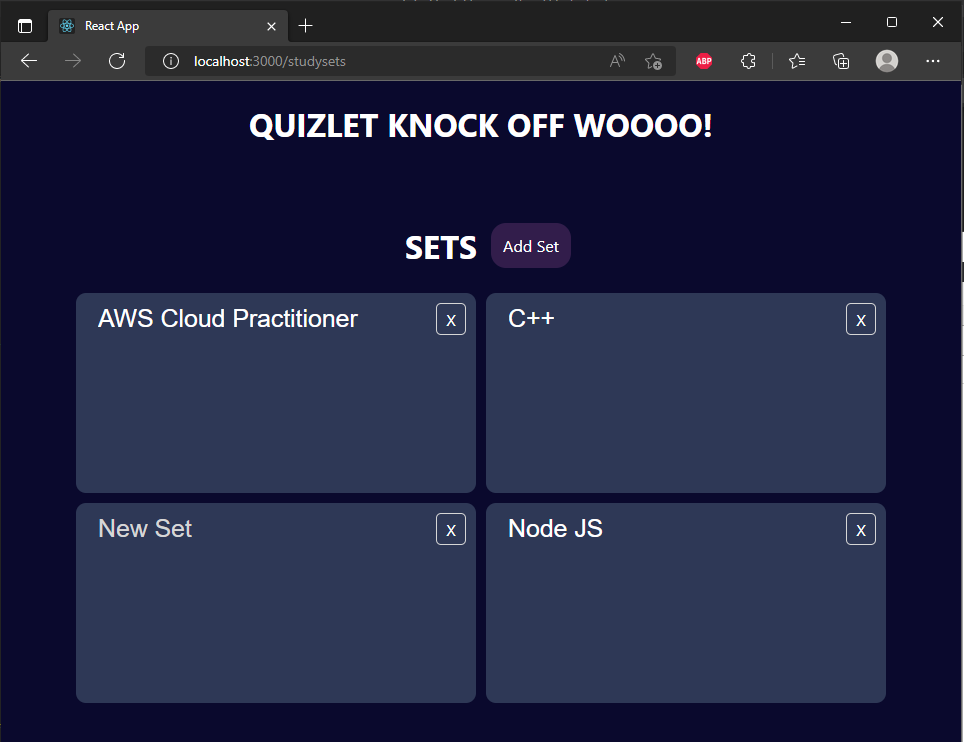 React App
localhost:3000/studysets
A
ABP
QUIZLET KNOCK OFF WOOOO!
SETS Add Set
AWS Cloud Practitioner X
C++ X
New Set X
Node JS X